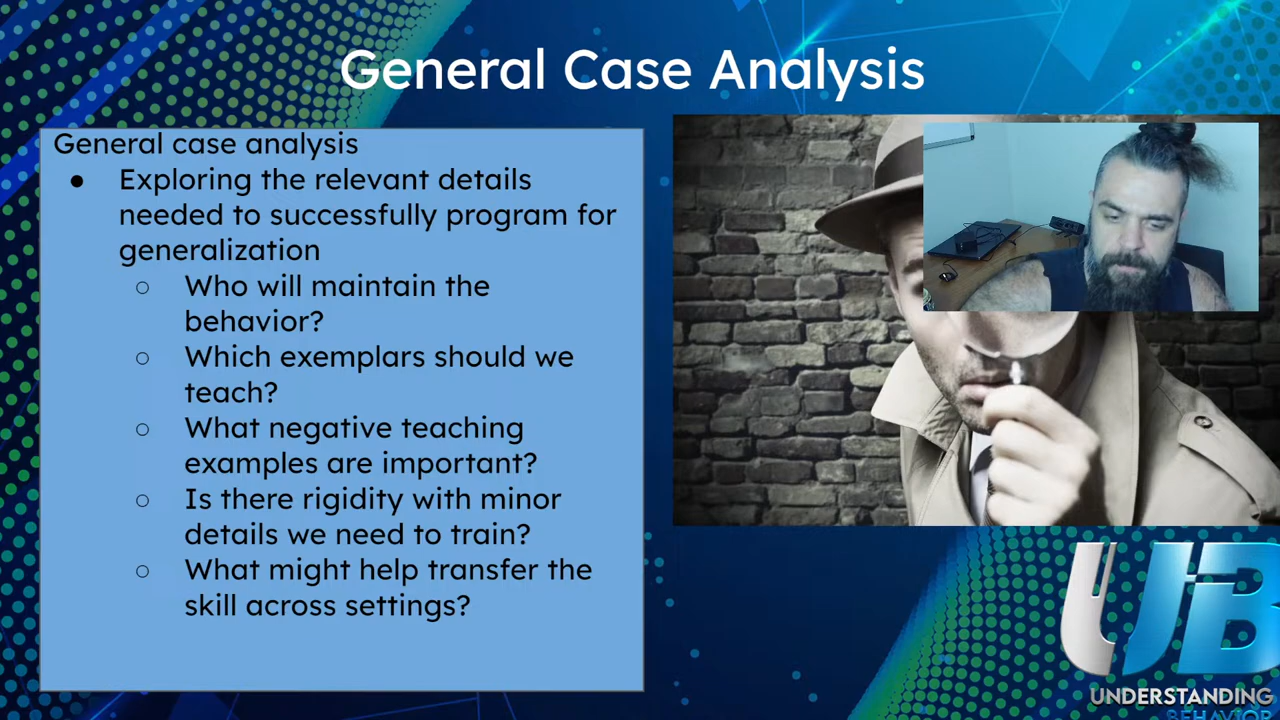 General Case Analysis
General case analysis
● Exploring the relevant details
needed to successfully program for
generalization
○ Who will maintain the
behavior?
○ Which exemplars should we
teach?
○ What negative teaching
examples are important?
○ Is there rigidity with minor
details we need to train?
○ What might help transfer the
skill across settings?
UB
UNDERSTANDING
BEHAVIOR